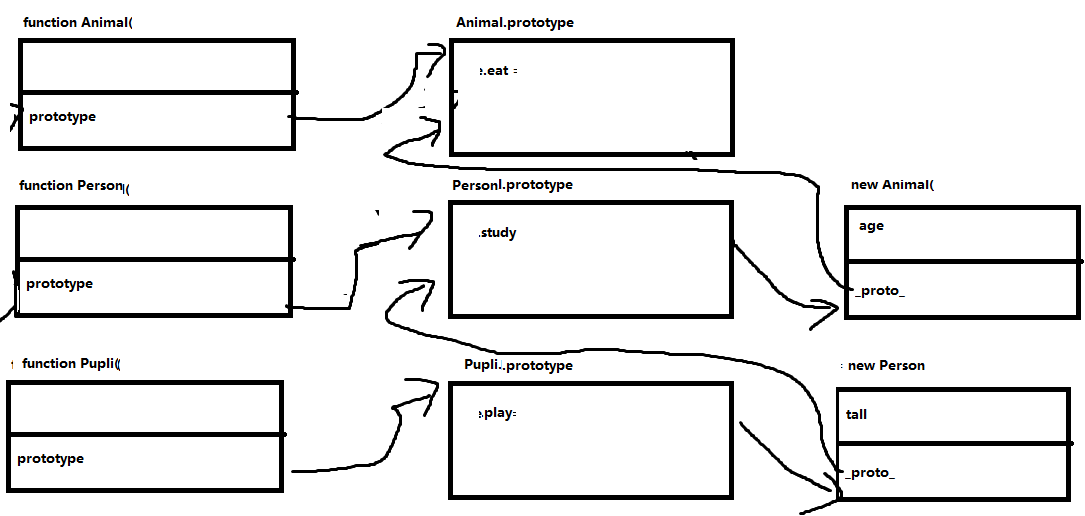 function Animal(
Animal.prototype
.eat =
prototype
function Person(
Person.prototype
new Animal(
age
.study
prototype
_proto_
function Pupli(
Pupli..prototype
new Person
.play=
tall
prototype
_proto_